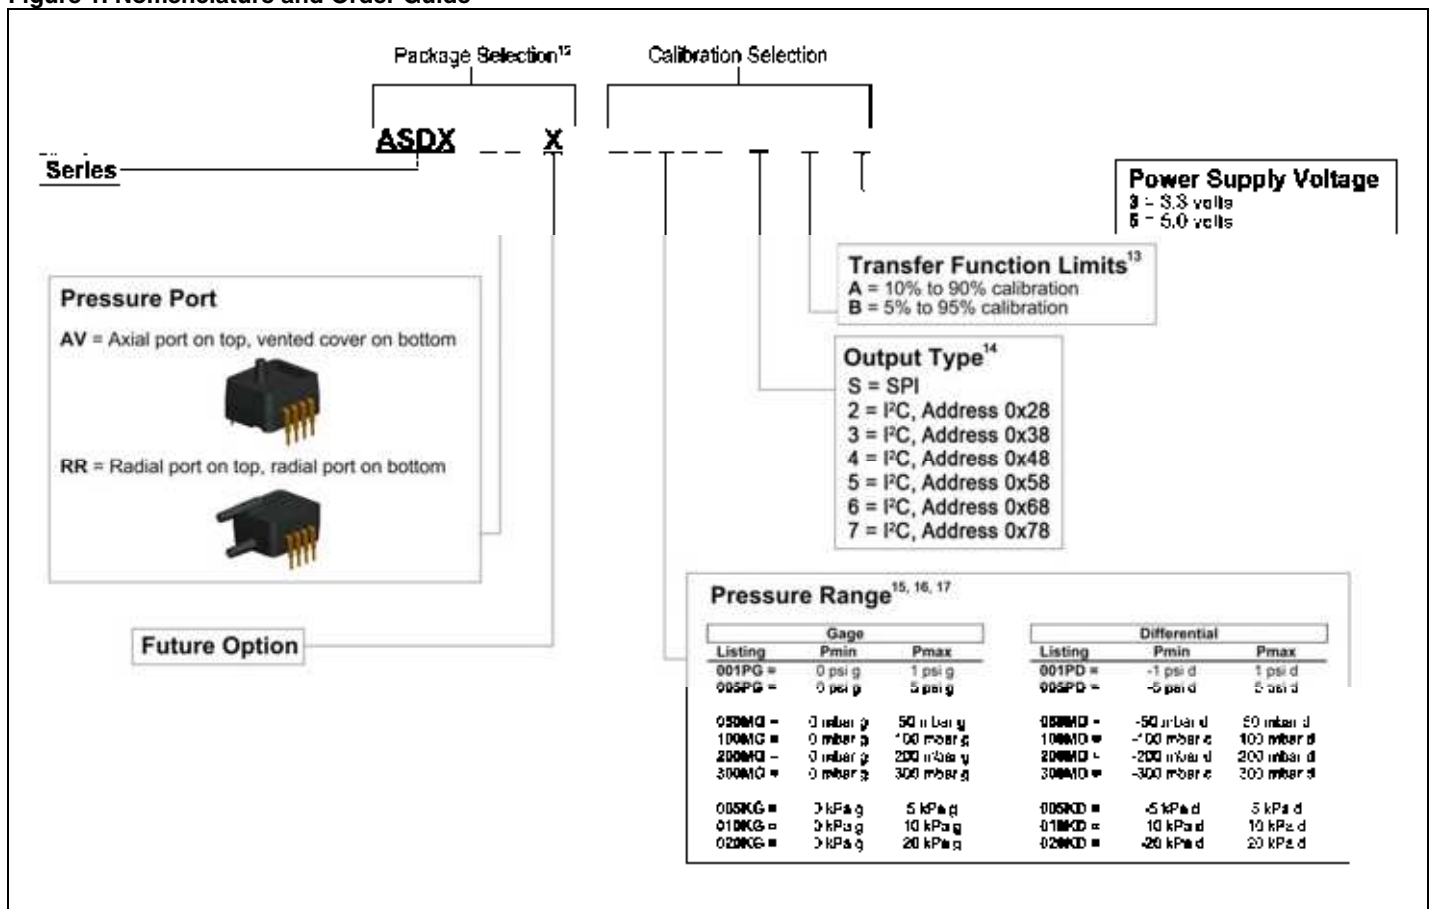 Figure 1. Nomenclature and Order Guide
Package Selection¹²
Calibration Selection
ASDX _ _ X _ _ _ _ _ _ _
Series
Power Supply Voltage
3 = 3.3 volts
5 = 5.0 volts
Transfer Function Limits¹³
A = 10% to 90% calibration
B = 5% to 95% calibration
Pressure Port
AV = Axial port on top, vented cover on bottom
RR = Radial port on top, radial port on bottom
Output Type¹⁴
S = SPI
2 = I²C, Address 0x28
3 = I²C, Address 0x38
4 = I²C, Address 0x48
5 = I²C, Address 0x58
6 = I²C, Address 0x68
7 = I²C, Address 0x78
Future Option
Pressure Range¹⁵, ¹⁶, ¹⁷
Gage Differential
Listing Pmin Pmax Listing Pmin Pmax
001PG = 0 psi g 1 psi g 001PD = -1 psi d 1 psi d
005PG = 0 psi g 5 psi g 005PD = -5 psi d 5 psi d
050MG = 0 mbar g 50 mbar g 050MD = -50 mbar d 50 mbar d
100MG = 0 mbar g 100 mbar g 100MD = -100 mbar d 100 mbar d
200MG = 0 mbar g 200 mbar g 200MD = -200 mbar d 200 mbar d
300MG = 0 mbar g 300 mbar g 300MD = -300 mbar d 300 mbar d
005KG = 0 kPa g 5 kPa g 005KD = -5 kPa d 5 kPa d
010KG = 0 kPa g 10 kPa g 010KD = 10 kPa d 10 kPa d
020KG = 0 kPa g 20 kPa g 020KD = -20 kPa d 20 kPa d